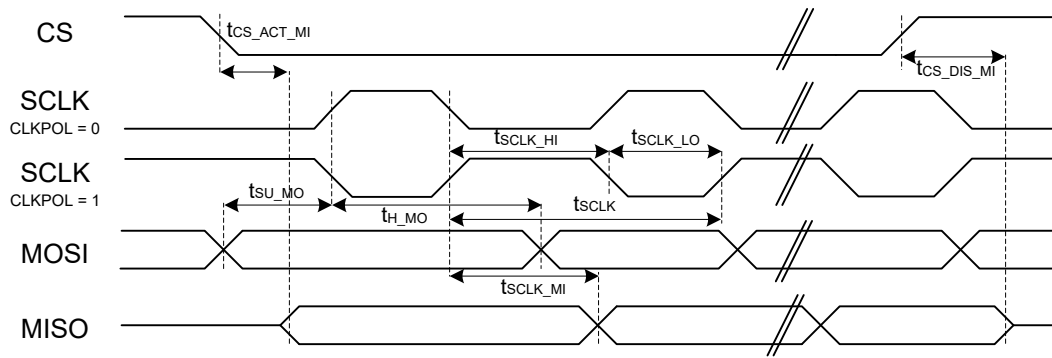 CS
tCS_ACT_MI
tCS_DIS_MI
SCLK
CLKPOL = 0
tSCLK_HI
tSCLK_LO
SCLK
CLKPOL = 1
tSU_MO
tH_MO
tSCLK
MOSI
tSCLK_MI
MISO